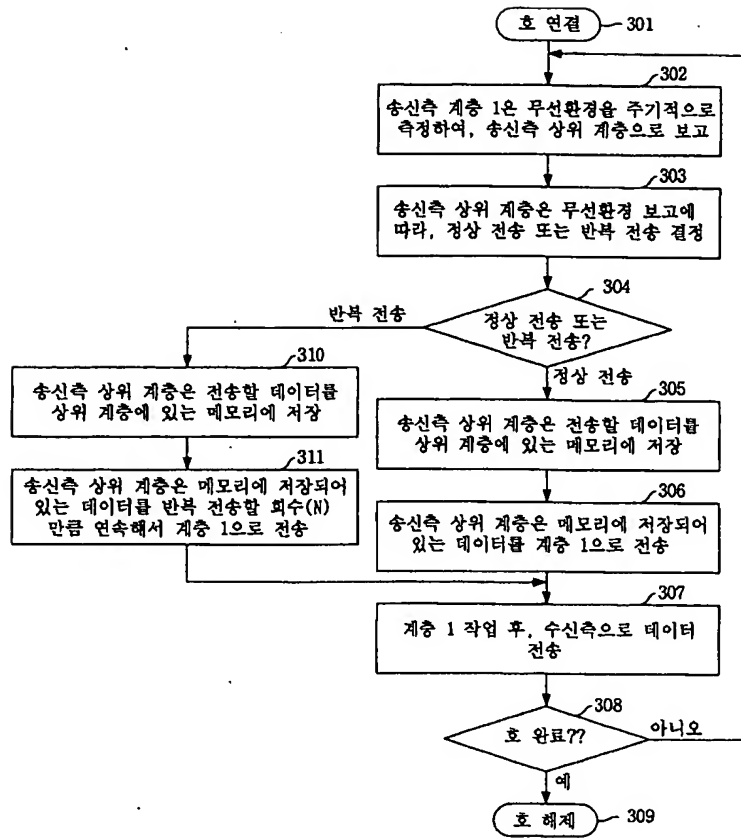 호 연결
301
302
송신측 계층 1은 무선환경을 주기적으로
측정하여, 송신측 상위 계층으로 보고
303
송신측 상위 계층은 무선환경 보고에
따라, 정상 전송 또는 반복 전송 결정
304
반복 전송
정상 전송 또는
반복 전송?
310
정상 전송
305
송신측 상위 계층은 전송할 데이터를
상위 계층에 있는 메모리에 저장
송신측 상위 계층은 전송할 데이터를
상위 계층에 있는 메모리에 저장
311
306
송신측 상위 계층은 메모리에 저장되어
있는 데이터를 반복 전송할 회수(N)
만큼 연속해서 계층 1으로 전송
송신측 상위 계층은 메모리에 저장되어
있는 데이터를 계층 1으로 전송
307
계층 1 작업 후, 수신측으로 데이터
전송
308
호 완료??
아니오
예
호 해제
309